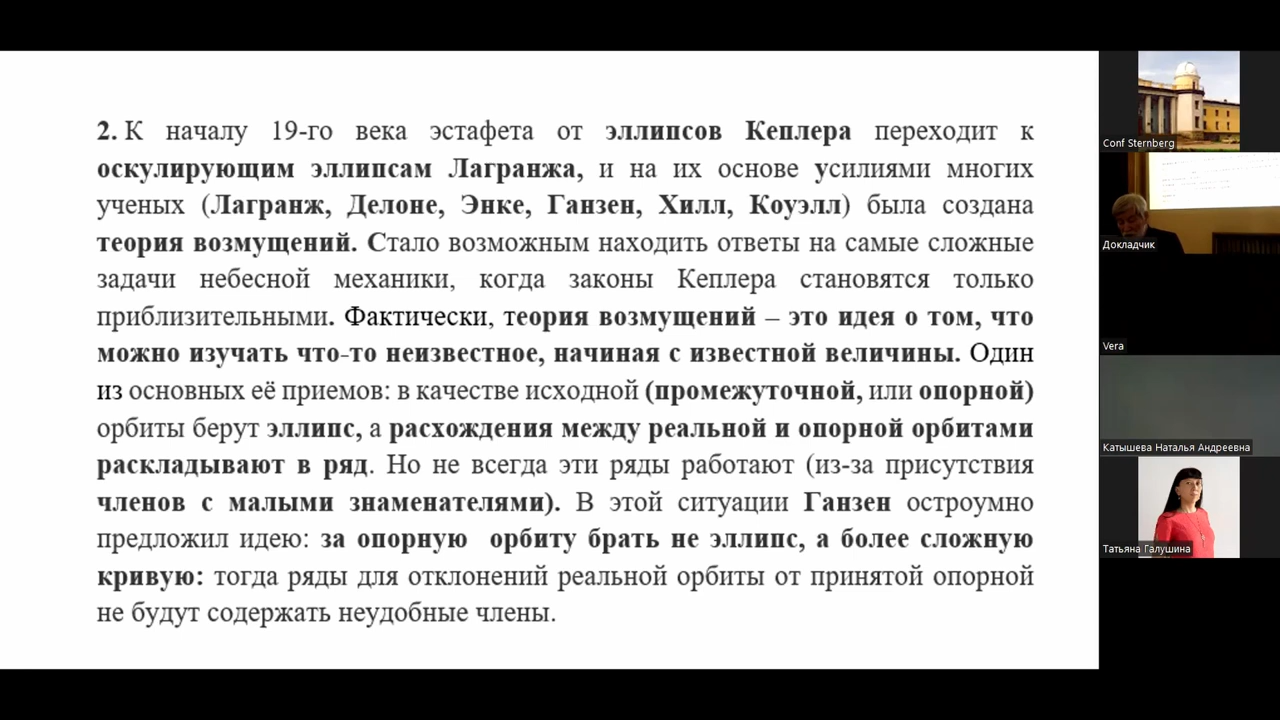 2. К началу 19-го века эстафета от эллипсов Кеплера переходит к
оскулирующим эллипсам Лагранжа, и на их основе усилиями многих
ученых (Лагранж, Делоне, Энке, Ганзен, Хилл, Коуэлл) была создана
теория возмущений. Стало возможным находить ответы на самые сложные
задачи небесной механики, когда законы Кеплера становятся только
приблизительными. Фактически, теория возмущений – это идея о том, что
можно изучать что-то неизвестное, начиная с известной величины. Один
из основных её приемов: в качестве исходной (промежуточной, или опорной)
орбиты берут эллипс, а расхождения между реальной и опорной орбитами
раскладывают в ряд. Но не всегда эти ряды работают (из-за присутствия
членов с малыми знаменателями). В этой ситуации Ганзен остроумно
предложил идею: за опорную орбиту брать не эллипс, а более сложную
кривую: тогда ряды для отклонений реальной орбиты от принятой опорной
не будут содержать неудобные члены.
Conf Sternberg
Докладчик
Vera
Катышева Наталья Андреевна
Татьяна Галушина